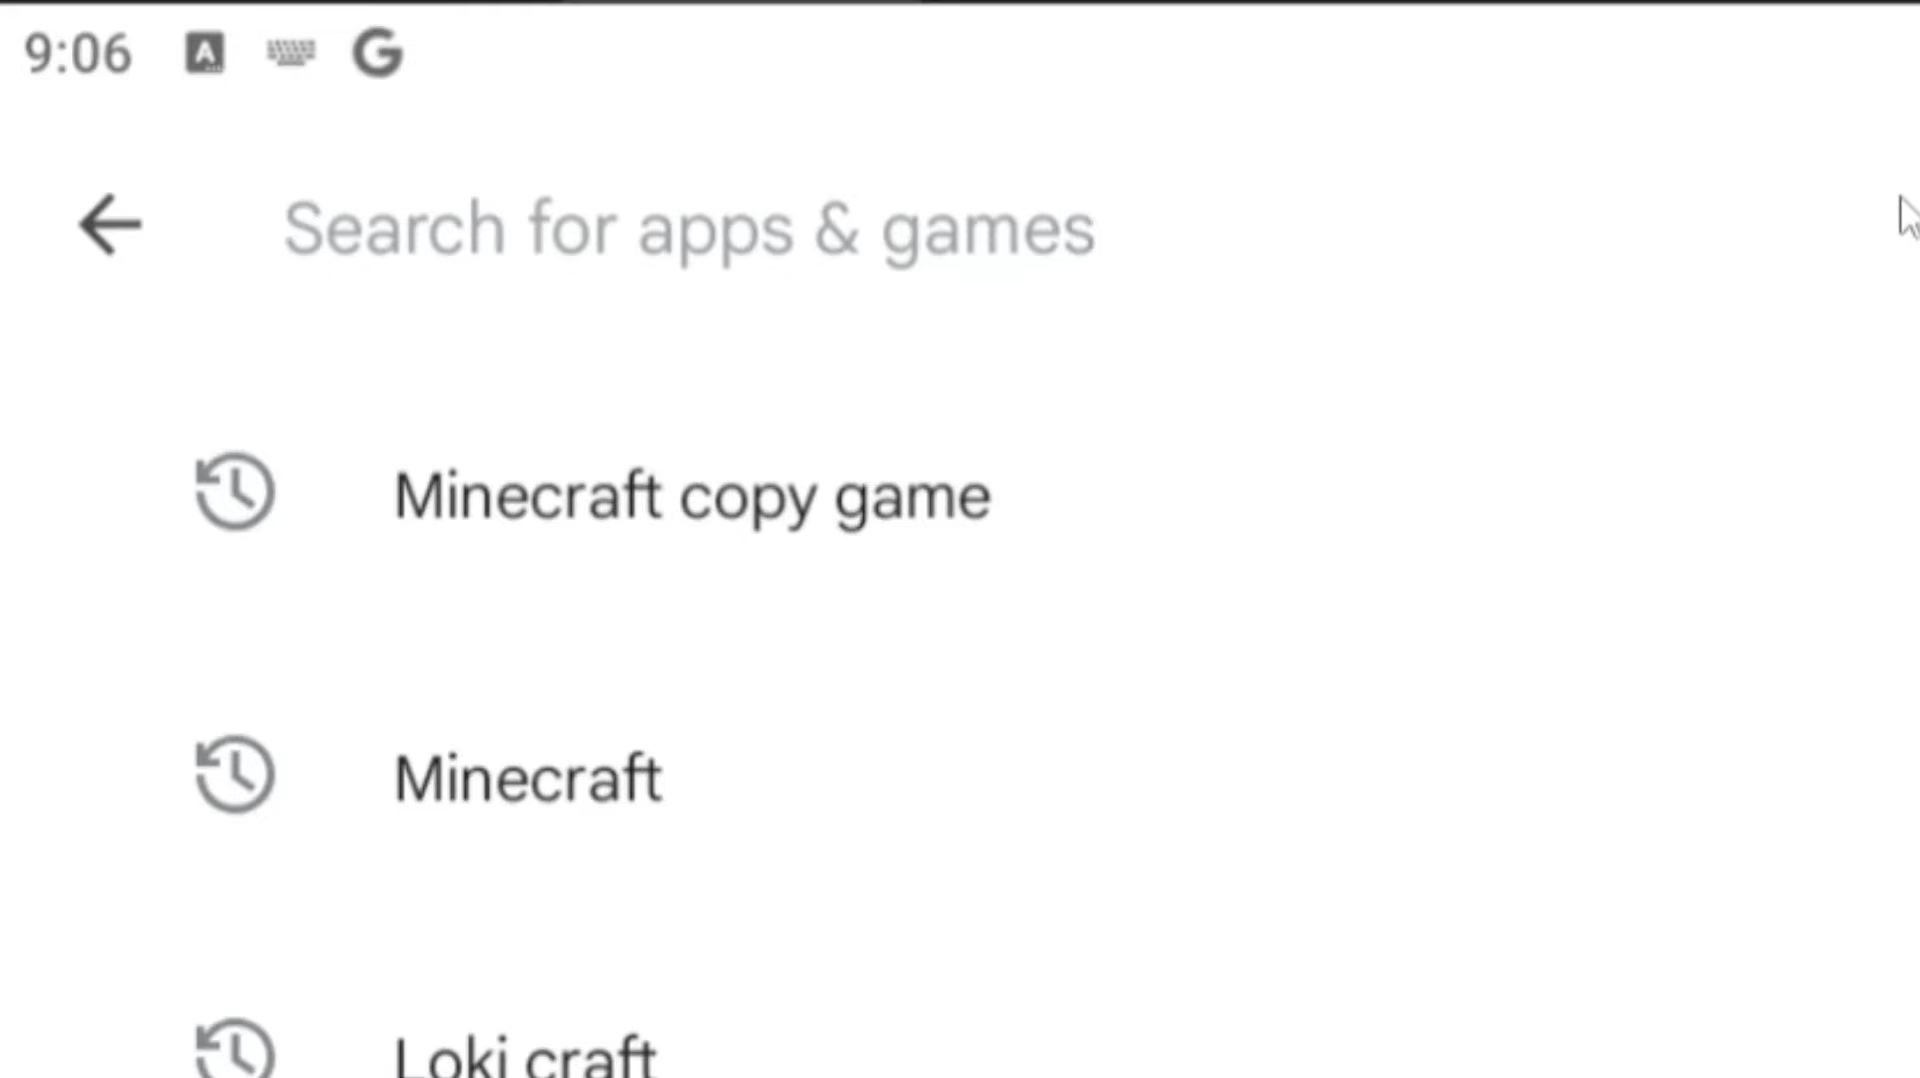 9:06 A G
Search for apps & games
Minecraft copy game
Minecraft
Loki craft